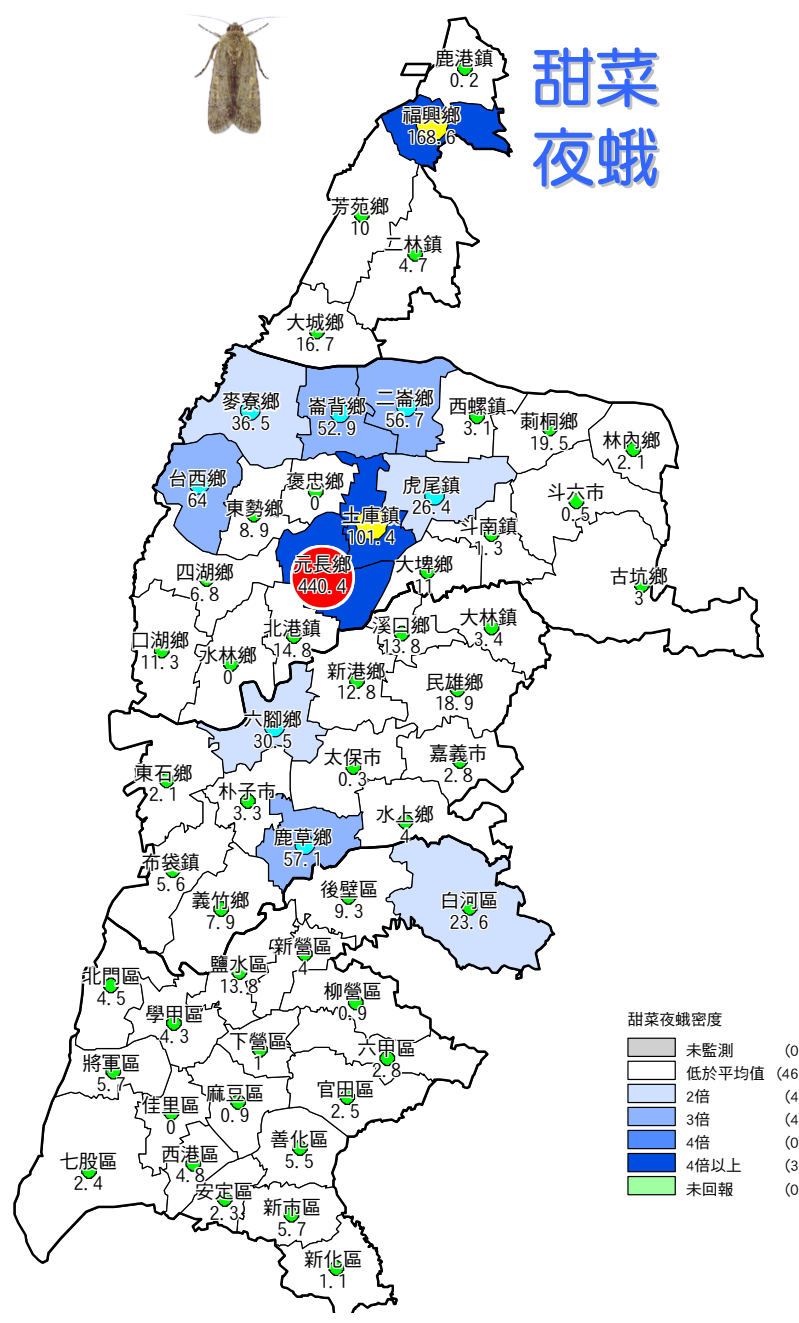 甜菜
夜蛾
鹿港鎮
0.2
福興鄉
168.6
芳苑鄉
10
二林鎮
4.7
大城鄉
16.7
麥寮鄉
36.5
崙背鄉
52.9
二崙鄉
56.7
西螺鎮
3.1
莿桐鄉
19.5
林內鄉
2.1
台西鄉
64
東勢鄉
8.9
褒忠鄉
0
土庫鎮
101.4
虎尾鎮
26.4
斗南鎮
1.3
斗六市
0.5
古坑鄉
3
元長鄉
440.4
大埤鄉
11
四湖鄉
6.8
口湖鄉
11.3
水林鄉
0
北港鎮
14.8
溪口鄉
13.8
大林鎮
3.4
新港鄉
12.8
民雄鄉
18.9
六腳鄉
30.5
太保市
0.3
嘉義市
2.8
東石鄉
2.1
朴子市
3.3
水上鄉
4
鹿草鄉
57.1
布袋鎮
5.6
義竹鄉
7.9
後壁區
9.3
白河區
23.6
新營區
4
鹽水區
13.8
北門區
4.5
柳營區
0.9
學甲區
4.3
下營區
1
六甲區
2.8
將軍區
5.7
佳里區
0
麻豆區
0.9
官田區
2.5
善化區
5.5
七股區
2.4
西港區
4.8
安定區
2.3
新市區
5.7
新化區
1.1
甜菜夜蛾密度
未監測 (0
低於平均值 (46
2倍 (4
3倍 (4
4倍 (0
4倍以上 (3
未回報 (0